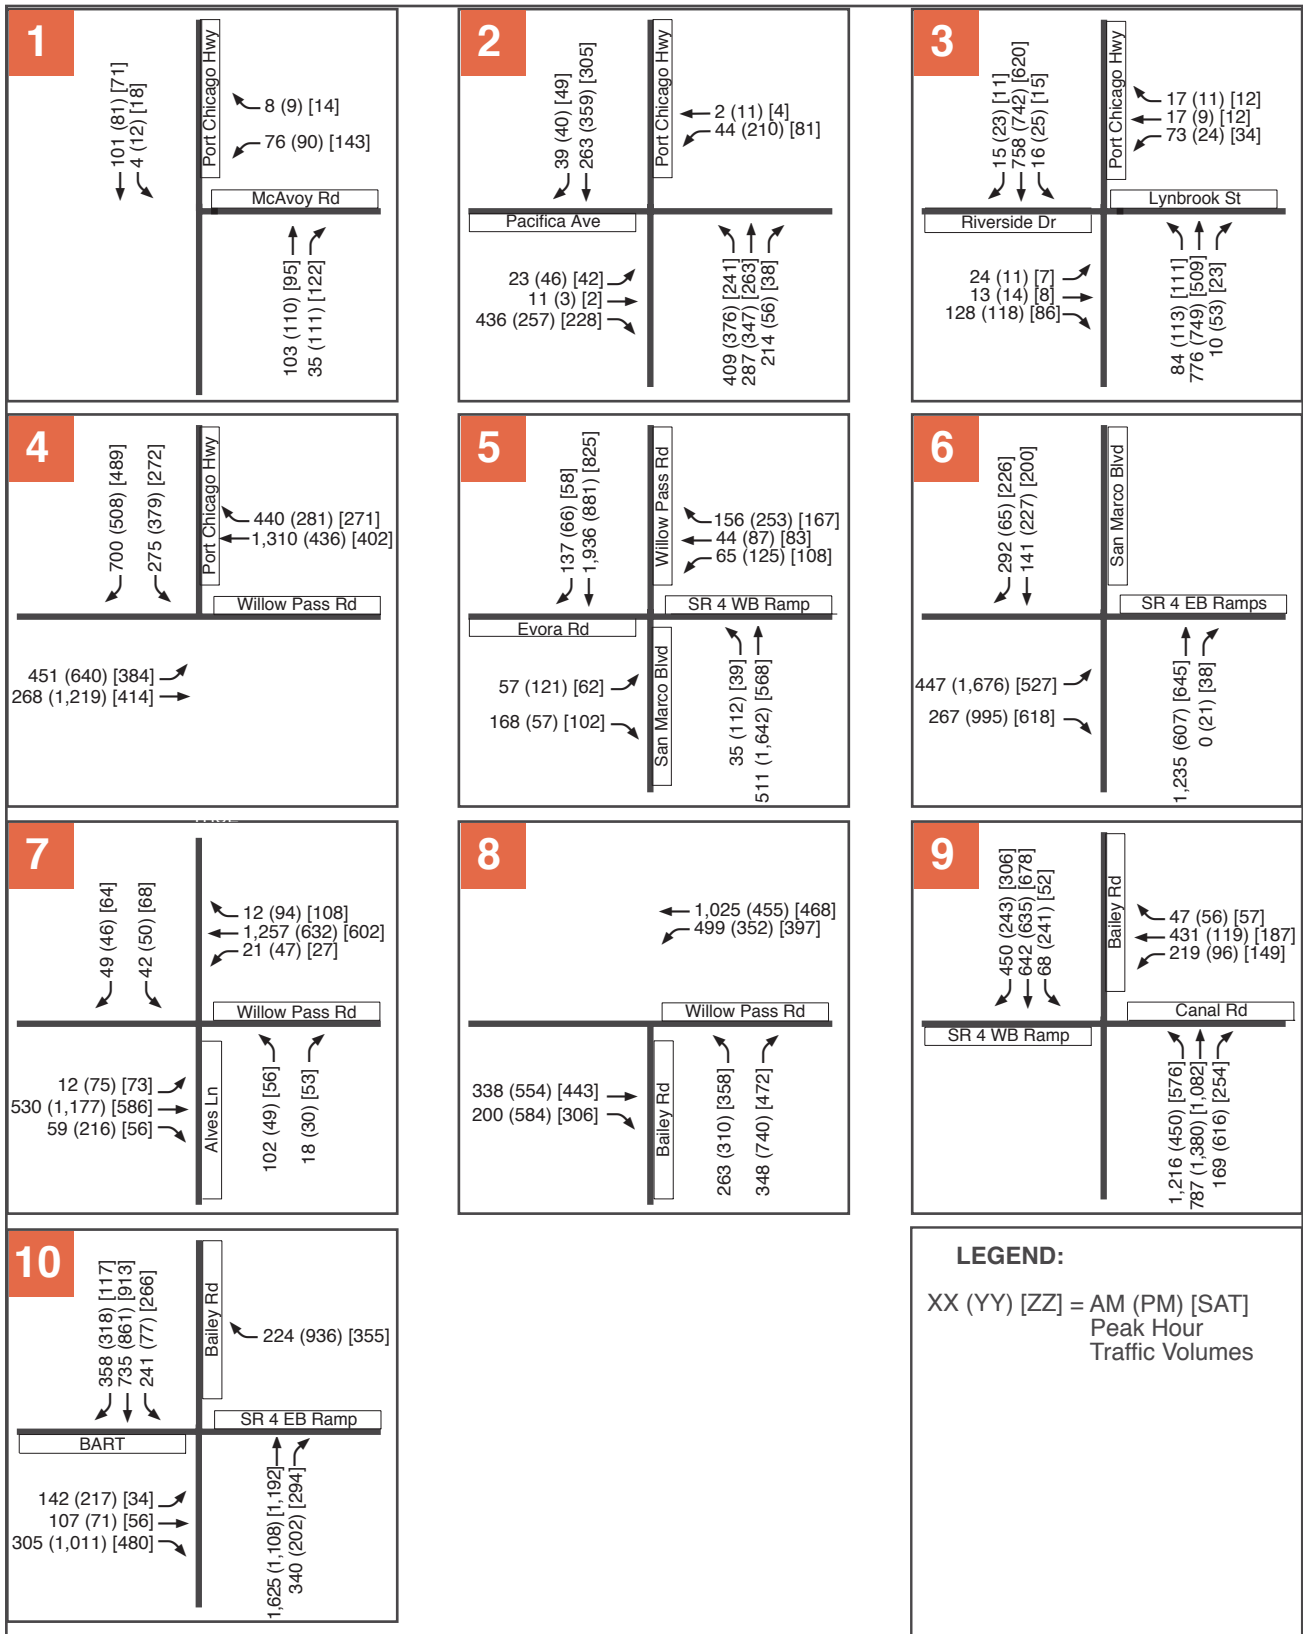 1
101 (81) [71]
4 (12) [18]
Port Chicago Hwy
8 (9) [14]
76 (90) [143]
McAvoy Rd
103 (110) [95]
35 (111) [122]
2
39 (40) [49]
263 (359) [305]
Port Chicago Hwy
2 (11) [4]
44 (210) [81]
Pacifica Ave
23 (46) [42]
11 (3) [2]
436 (257) [228]
409 (376) [241]
287 (347) [263]
214 (56) [38]
3
15 (23) [11]
758 (742) [620]
16 (25) [15]
Port Chicago Hwy
17 (11) [12]
17 (9) [12]
73 (24) [34]
Lynbrook St
Riverside Dr
24 (11) [7]
13 (14) [8]
128 (118) [86]
84 (113) [111]
776 (749) [509]
10 (53) [23]
4
700 (508) [489]
275 (379) [272]
Port Chicago Hwy
440 (281) [271]
1,310 (436) [402]
Willow Pass Rd
451 (640) [384]
268 (1,219) [414]
5
137 (66) [58]
1,936 (881) [825]
Willow Pass Rd
156 (253) [167]
44 (87) [83]
65 (125) [108]
SR 4 WB Ramp
Evora Rd
57 (121) [62]
168 (57) [102]
San Marco Blvd
35 (112) [39]
511 (1,642) [568]
6
292 (65) [226]
141 (227) [200]
San Marco Blvd
SR 4 EB Ramps
447 (1,676) [527]
267 (995) [618]
1,235 (607) [645]
0 (21) [38]
7
49 (46) [64]
42 (50) [68]
12 (94) [108]
1,257 (632) [602]
21 (47) [27]
Willow Pass Rd
12 (75) [73]
530 (1,177) [586]
59 (216) [56]
Alves Ln
102 (49) [56]
18 (30) [53]
8
1,025 (455) [468]
499 (352) [397]
Willow Pass Rd
338 (554) [443]
200 (584) [306]
Bailey Rd
263 (310) [358]
348 (740) [472]
9
450 (243) [306]
642 (635) [678]
68 (241) [52]
Bailey Rd
47 (56) [57]
431 (119) [187]
219 (96) [149]
Canal Rd
SR 4 WB Ramp
1,216 (450) [576]
787 (1,380) [1,082]
169 (616) [254]
10
358 (318) [117]
735 (861) [913]
241 (77) [266]
Bailey Rd
224 (936) [355]
SR 4 EB Ramp
BART
142 (217) [34]
107 (71) [56]
305 (1,011) [480]
1,625 (1,108) [1,192]
340 (202) [294]
LEGEND:
XX (YY) [ZZ] = AM (PM) [SAT]
Peak Hour
Traffic Volumes